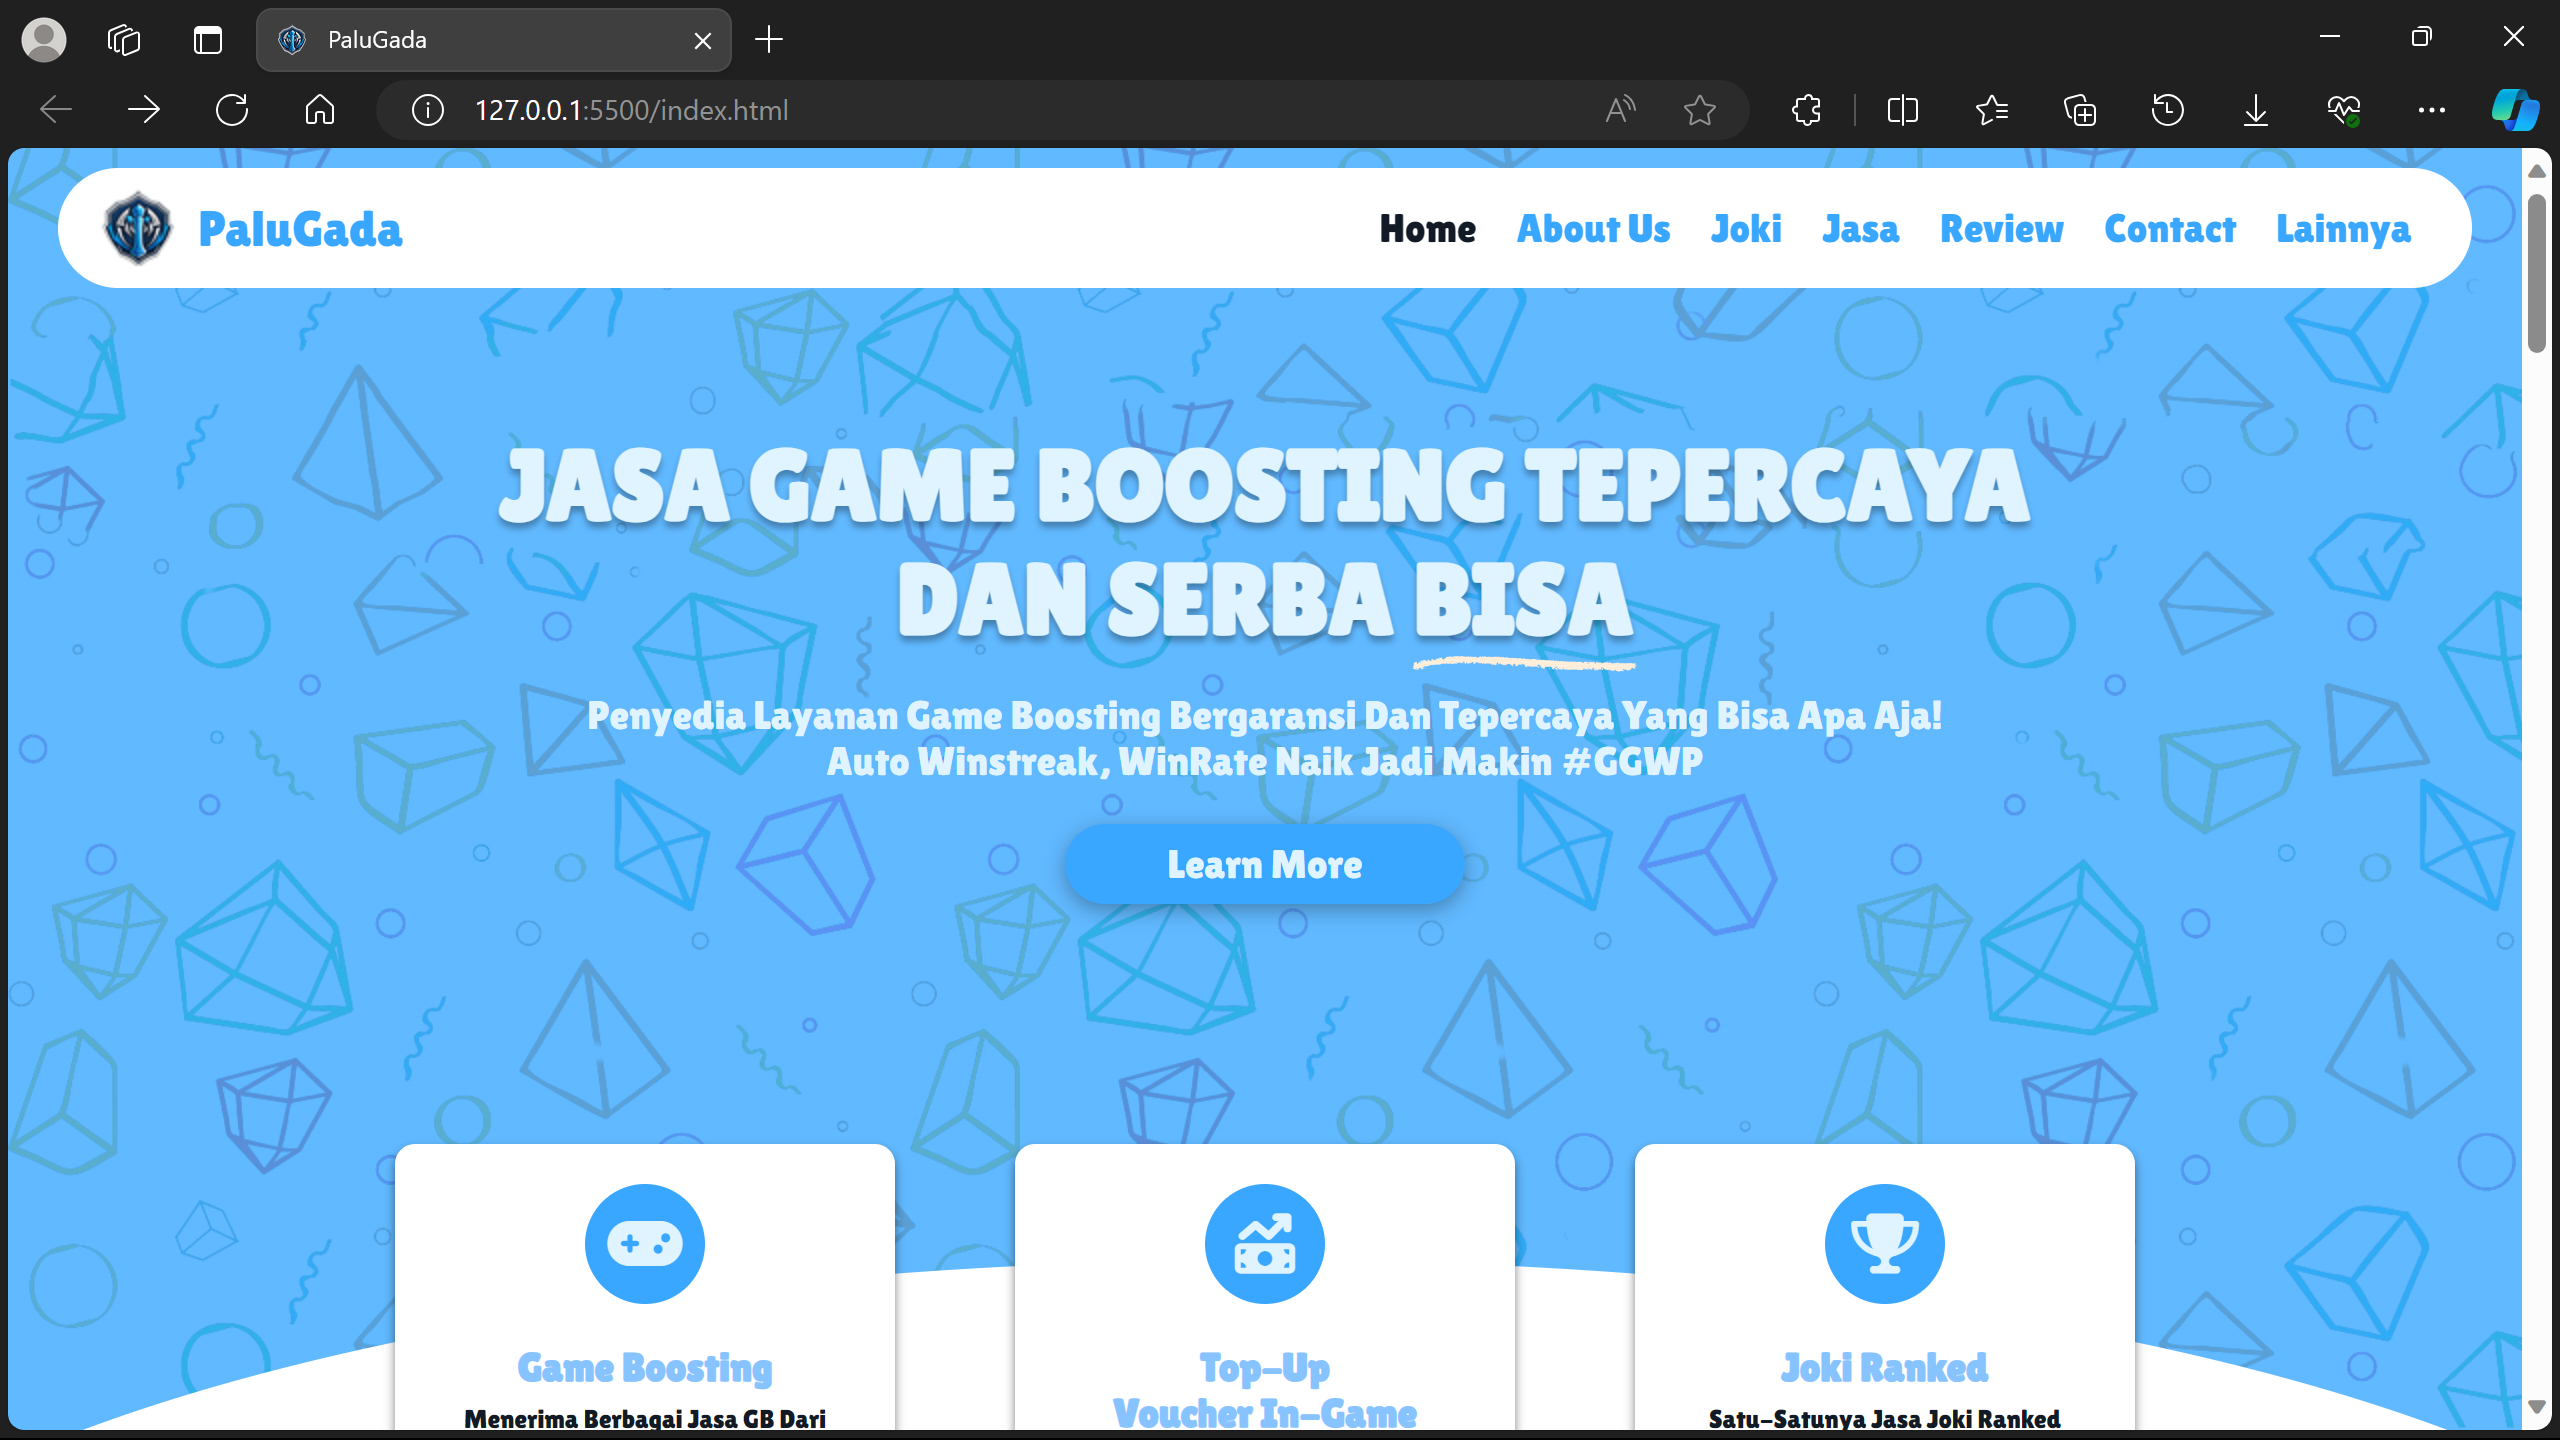 PaluGada
127.0.0.1:5500/index.html
PaluGada
Home About Us Joki Jasa Review Contact Lainnya
JASA GAME BOOSTING TEPERCAYA
DAN SERBA BISA
Penyedia Layanan Game Boosting Bergaransi Dan Tepercaya Yang Bisa Apa Aja!
Auto Winstreak, WinRate Naik Jadi Makin #GGWP
Learn More
Game Boosting
Menerima Berbagai Jasa GB Dari
Top-Up
Voucher In-Game
Joki Ranked
Satu-Satunya Jasa Joki Ranked